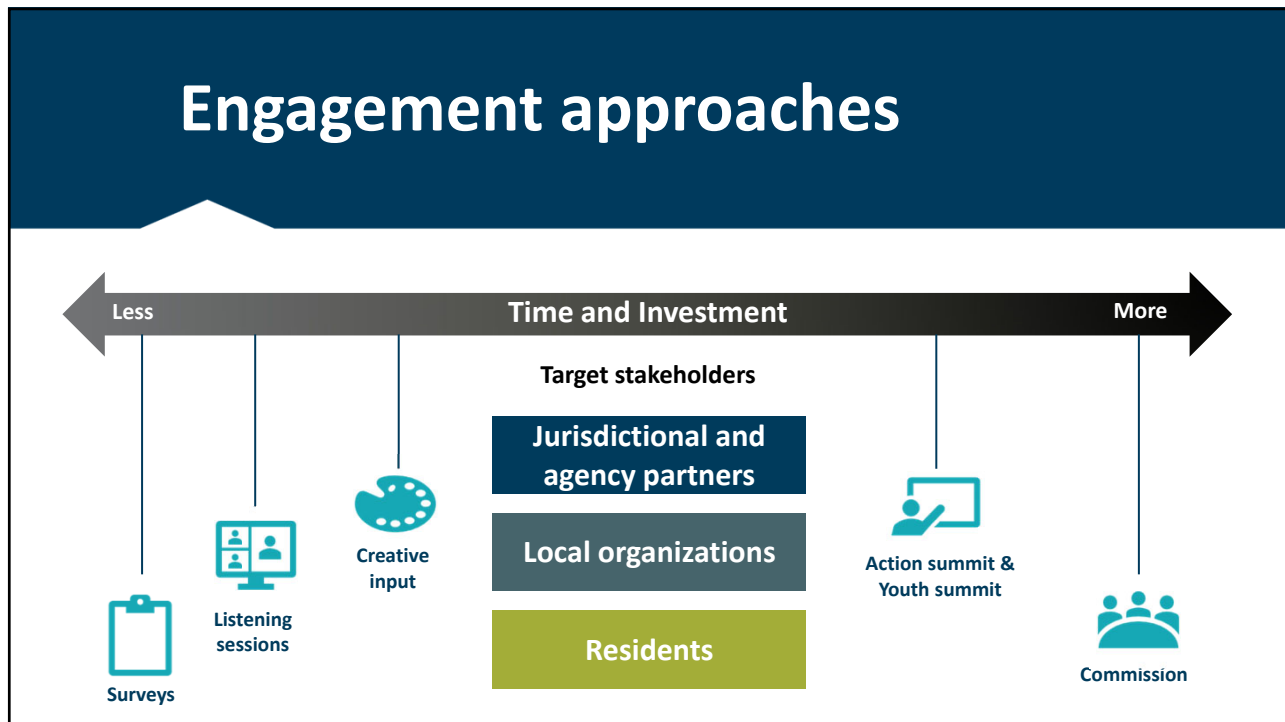 Engagement approaches
Less
Time and Investment
More
Target stakeholders
Jurisdictional and
agency partners
Local organizations
Residents
Surveys
Listening
sessions
Creative
input
Action summit &
Youth summit
Commission